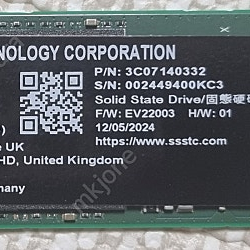 NOLOGY CORPORATION
P/N: 3C07140332
S/N: 002449400KC3
Solid State Drive/固態硬
F/W: EV22003 H/W: 01
12/05/2024
https://www.ssstc.com
e UK
HD, United Kingdom
many